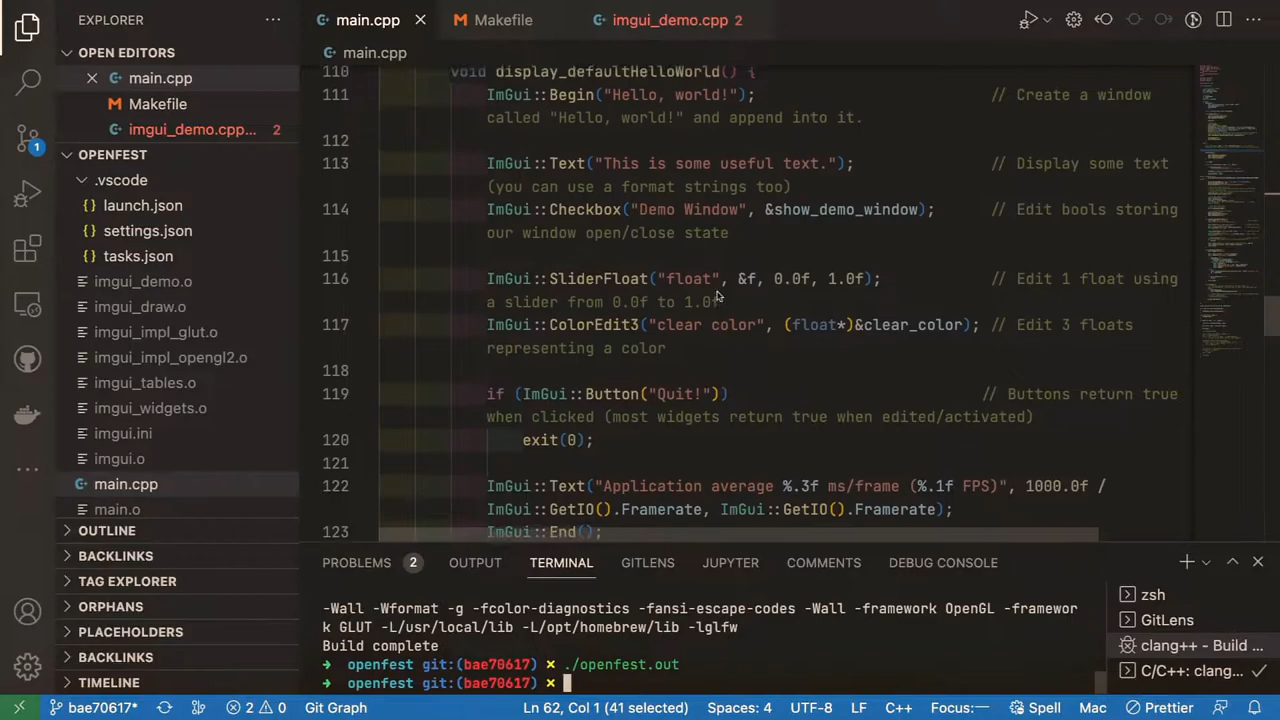 EXPLORER
main.cpp
Makefile
imgui_demo.cpp 2
OPEN EDITORS
main.cpp
main.cpp
Makefile
imgui_demo.cpp... 2
OPENFEST
.vscode
launch.json
settings.json
tasks.json
imgui_demo.o
imgui_draw.o
imgui_impl_glut.o
imgui_impl_opengl2.o
imgui_tables.o
imgui_widgets.o
imgui.ini
imgui.o
main.cpp
main.o
OUTLINE
BACKLINKS
TAG EXPLORER
ORPHANS
PLACEHOLDERS
BACKLINKS
TIMELINE
1
110 void display_defaultHelloWorld() {
111 ImGui::Begin("Hello, world!"); // Create a window
called "Hello, world!" and append into it.
112
113 ImGui::Text("This is some useful text."); // Display some text
(you can use a format strings too)
114 ImGui::Checkbox("Demo Window", &show_demo_window); // Edit bools storing
our window open/close state
115
116 ImGui::SliderFloat("float", &f, 0.0f, 1.0f); // Edit 1 float using
a slider from 0.0f to 1.0f
117 ImGui::ColorEdit3("clear color", (float*)&clear_color); // Edit 3 floats
representing a color
118
119 if (ImGui::Button("Quit!")) // Buttons return true
when clicked (most widgets return true when edited/activated)
120 exit(0);
121
122 ImGui::Text("Application average %.3f ms/frame (%.1f FPS)", 1000.0f /
ImGui::GetIO().Framerate, ImGui::GetIO().Framerate);
123 ImGui::End();
PROBLEMS 2 OUTPUT TERMINAL GITLENS JUPYTER COMMENTS DEBUG CONSOLE
-Wall -Wformat -g -fcolor-diagnostics -fansi-escape-codes -Wall -framework OpenGL -framewor
k GLUT -L/usr/local/lib -L/opt/homebrew/lib -lglfw
Build complete
➜ openfest git:(bae70617) ✗ ./openfest.out
➜ openfest git:(bae70617) ✗
zsh
GitLens
clang++ - Build ...
C/C++: clang...
bae70617* 2 0 Git Graph Ln 62, Col 1 (41 selected) Spaces: 4 UTF-8 LF C++ Focus:— Spell Mac Prettier